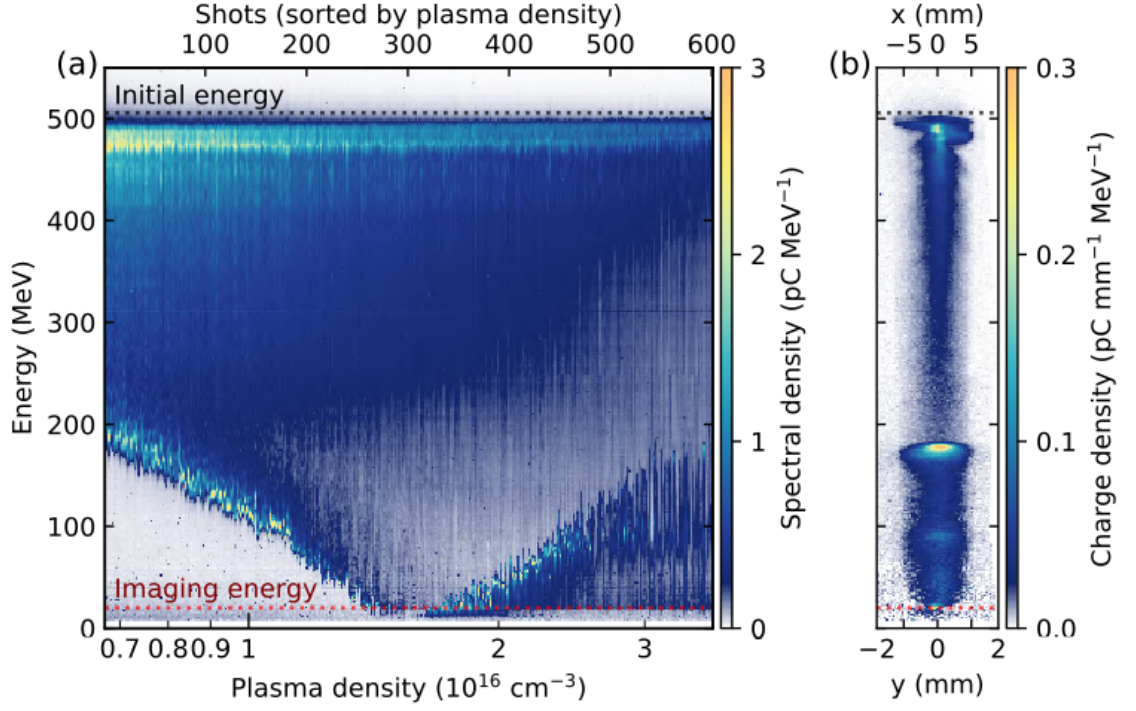 Shots (sorted by plasma density)
100 200 300 400 500 600
(a)
Initial energy
Imaging energy
Energy (MeV)
500
400
300
200
100
0
0.7 0.8 0.9 1 2 3
Plasma density (10¹⁶ cm⁻³)
3
2
1
0
Spectral density (pC MeV⁻¹)
x (mm)
−5 0 5
(b)
−2 0 2
y (mm)
0.3
0.2
0.1
0.0
Charge density (pC mm⁻¹ MeV⁻¹)